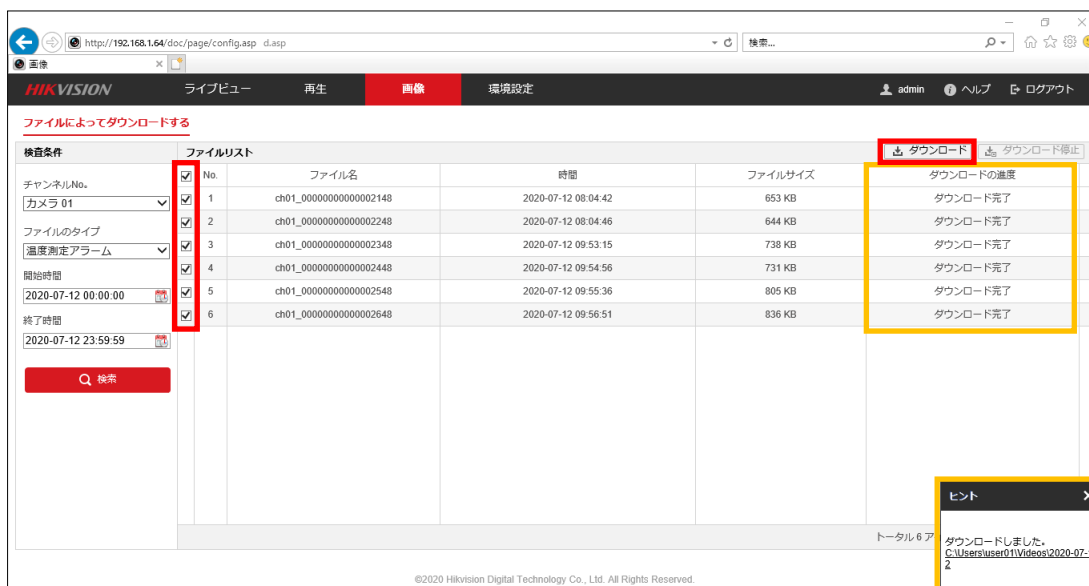 http://192.168.1.64/doc/page/config.asp d.asp
検索...
画像
HIKVISION ライブビュー 再生 画像 環境設定 admin ヘルプ ログアウト
ファイルによってダウンロードする
検査条件
チャンネルNo。
カメラ 01
ファイルのタイプ
温度測定アラーム
開始時間
2020-07-12 00:00:00
終了時間
2020-07-12 23:59:59
検索
ファイルリスト ダウンロード ダウンロード停止
No. ファイル名 時間 ファイルサイズ ダウンロードの進度
1 ch01_00000000000002148 2020-07-12 08:04:42 653 KB ダウンロード完了
2 ch01_00000000000002248 2020-07-12 08:04:46 644 KB ダウンロード完了
3 ch01_00000000000002348 2020-07-12 09:53:15 738 KB ダウンロード完了
4 ch01_00000000000002448 2020-07-12 09:54:56 731 KB ダウンロード完了
5 ch01_00000000000002548 2020-07-12 09:55:36 805 KB ダウンロード完了
6 ch01_00000000000002648 2020-07-12 09:56:51 836 KB ダウンロード完了
トータル 6 ア
ヒント
ダウンロードしました。
C:\Users\user01\Videos\2020-07-
2
©2020 Hikvision Digital Technology Co., Ltd. All Rights Reserved.